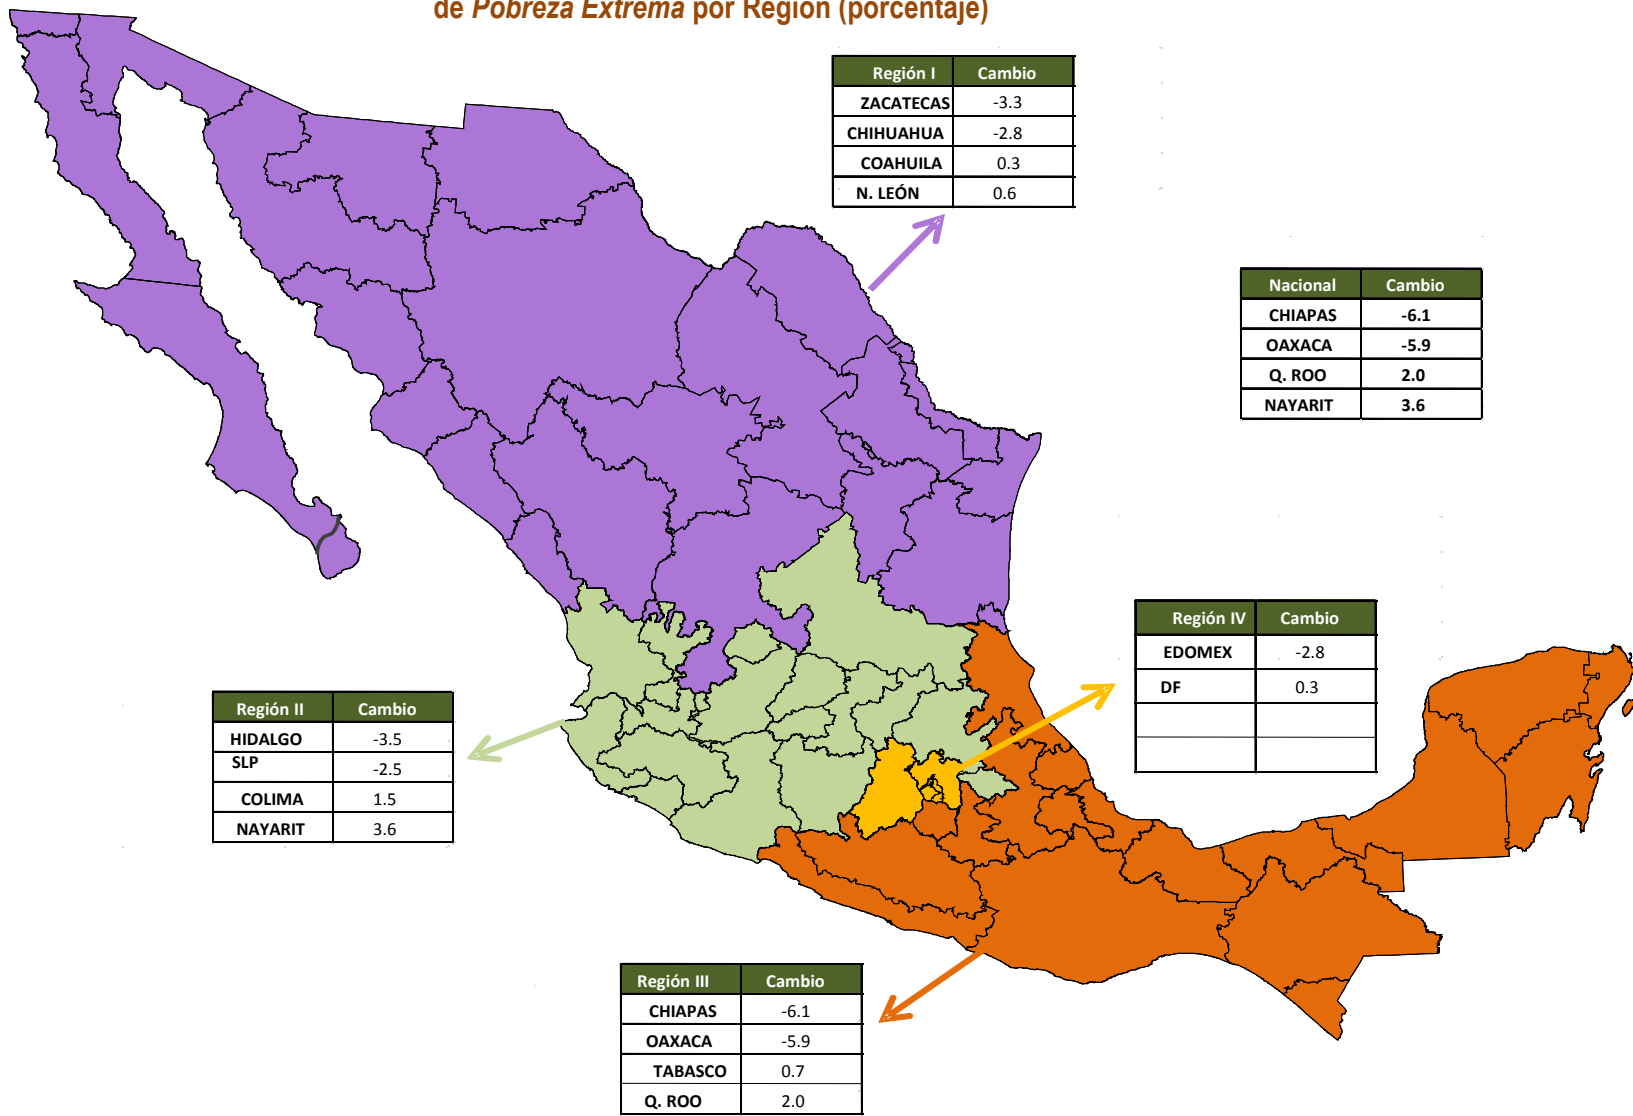 de Pobreza Extrema por Región (porcentaje)
Región I Cambio
ZACATECAS -3.3
CHIHUAHUA -2.8
COAHUILA 0.3
N. LEÓN 0.6
Nacional Cambio
CHIAPAS -6.1
OAXACA -5.9
Q. ROO 2.0
NAYARIT 3.6
Región IV Cambio
EDOMEX -2.8
DF 0.3
Región II Cambio
HIDALGO -3.5
SLP -2.5
COLIMA 1.5
NAYARIT 3.6
Región III Cambio
CHIAPAS -6.1
OAXACA -5.9
TABASCO 0.7
Q. ROO 2.0